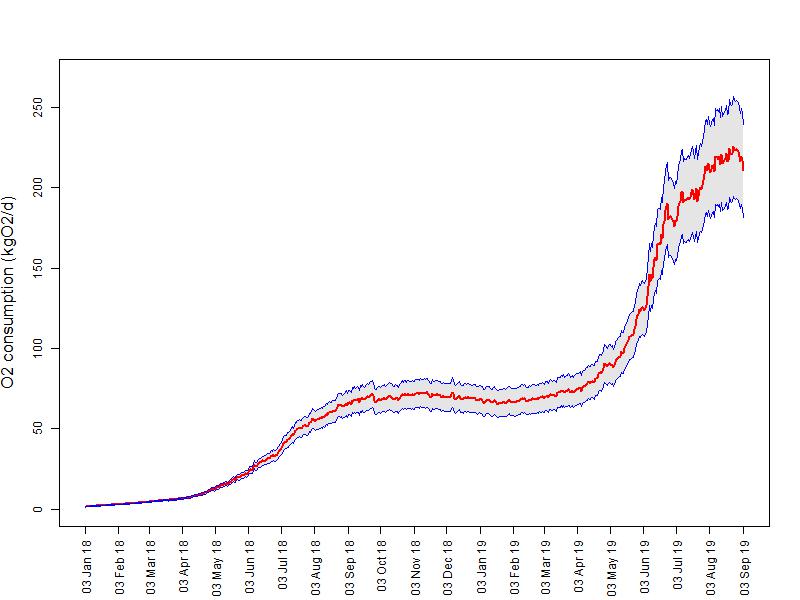 O2 consumption (kgO2/d)
250
200
150
100
50
0
03 Jan 18
03 Feb 18
03 Mar 18
03 Apr 18
03 May 18
03 Jun 18
03 Jul 18
03 Aug 18
03 Sep 18
03 Oct 18
03 Nov 18
03 Dec 18
03 Jan 19
03 Feb 19
03 Mar 19
03 Apr 19
03 May 19
03 Jun 19
03 Jul 19
03 Aug 19
03 Sep 19